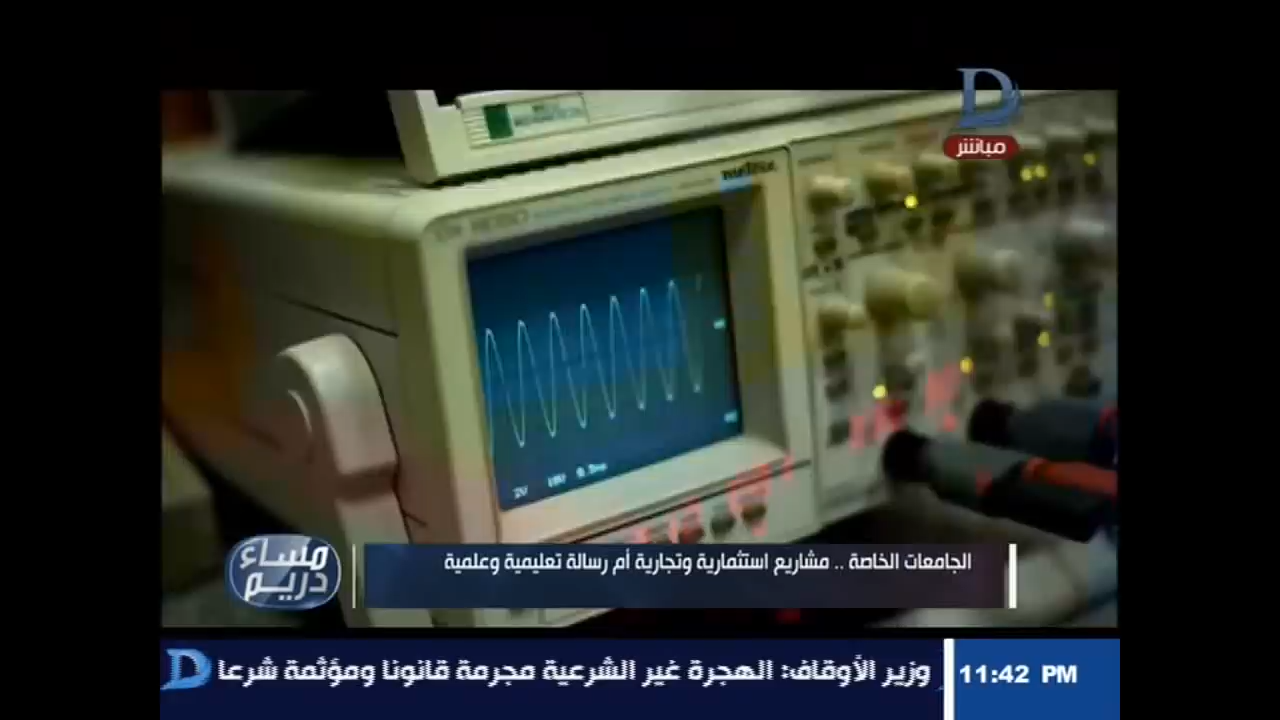 مباشر
2V
الجامعات الخاصة .. مشاريع استثمارية وتجارية أم رسالة تعليمية وعلمية
مساء
دريم
وزير الأوقاف: الهجرة غير الشرعية مجرمة قانونا ومؤثمة شرعا
11:42 PM